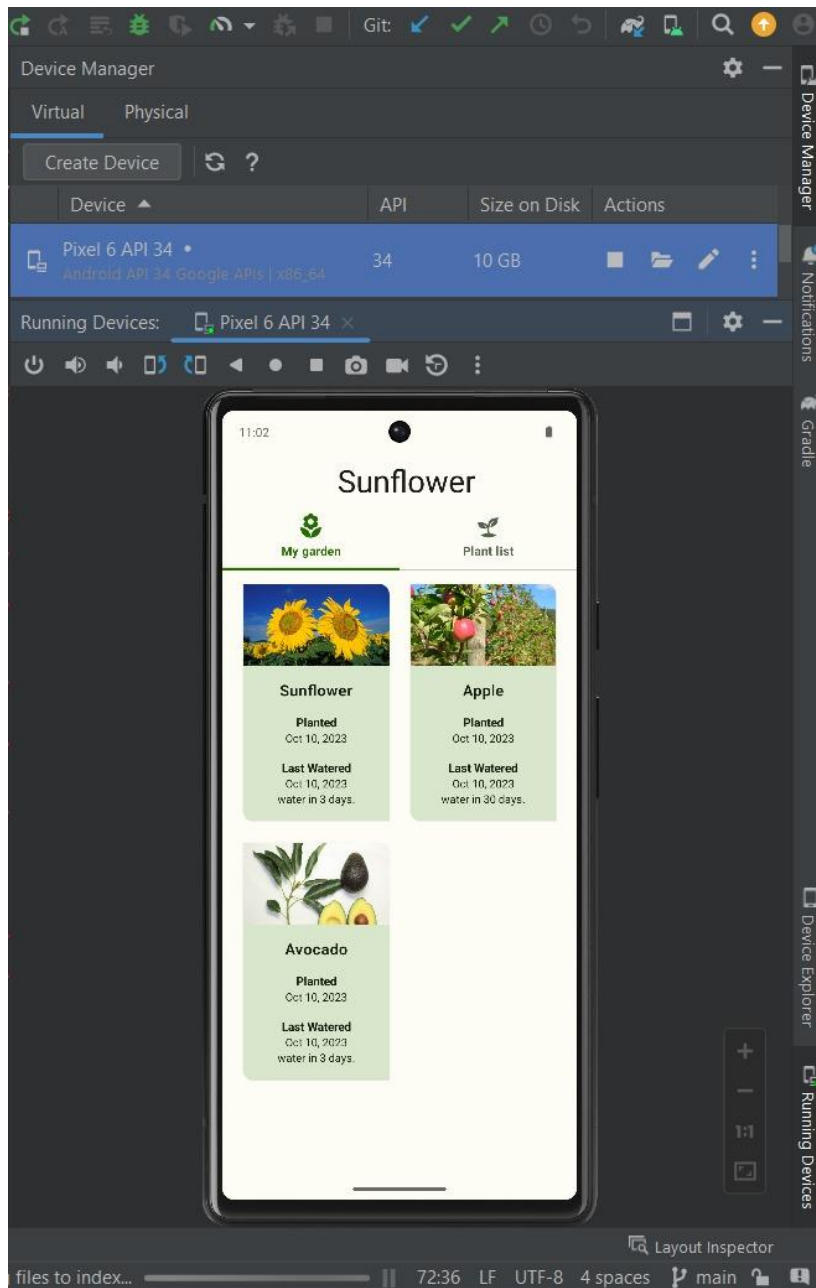 Git:
Device Manager
Virtual Physical
Create Device ?
Device API Size on Disk Actions
Pixel 6 API 34 • 34 10 GB
Android API 34 Google APIs | x86_64
Running Devices: Pixel 6 API 34
11:02
Sunflower
My garden Plant list
Sunflower Apple
Planted Planted
Oct 10, 2023 Oct 10, 2023
Last Watered Last Watered
Oct 10, 2023 Oct 10, 2023
water in 3 days. water in 30 days.
Avocado
Planted
Oct 10, 2023
Last Watered
Oct 10, 2023
water in 3 days.
1:1
Layout Inspector
files to index... 72:36 LF UTF-8 4 spaces main
Device Manager
Notifications
Gradle
Device Explorer
Running Devices